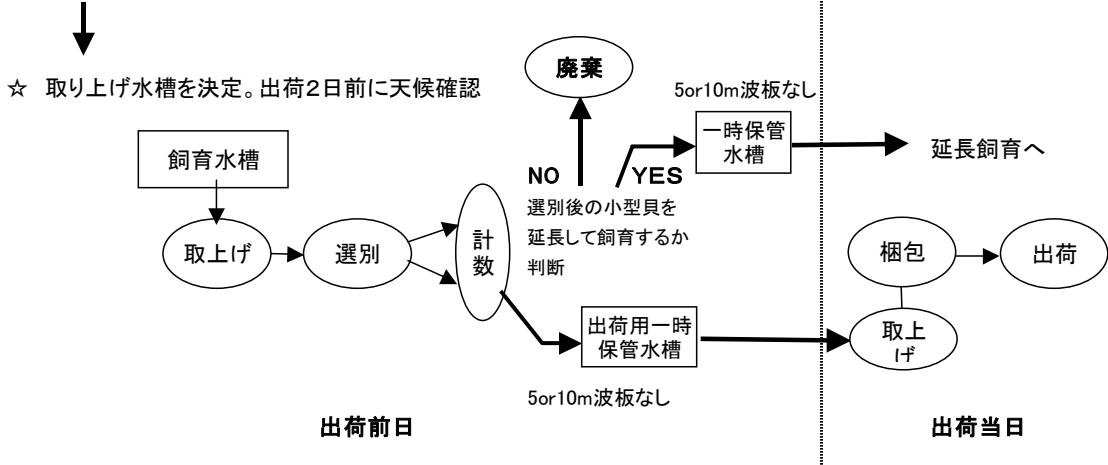 ☆ 取り上げ水槽を決定。出荷2日前に天候確認
廃棄
5or10m波板なし
一時保管
水槽
延長飼育へ
飼育水槽
NO
YES
選別後の小型貝を
延長して飼育するか
判断
取上げ
選別
計
数
梱包
出荷
出荷用一時
保管水槽
取上
げ
5or10m波板なし
出荷前日
出荷当日